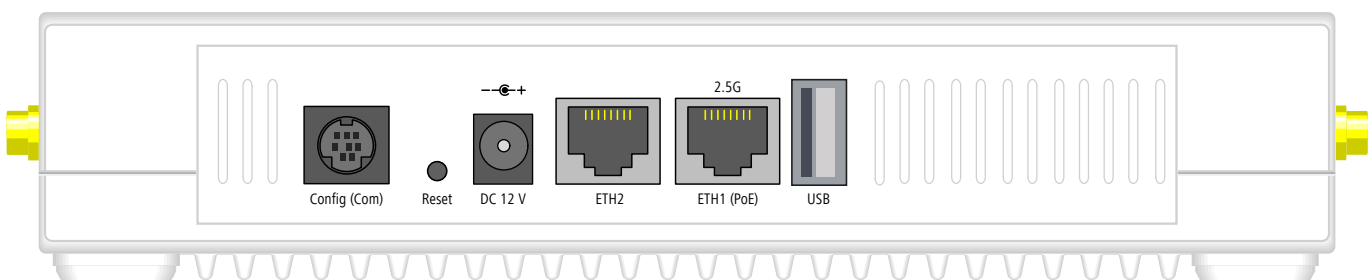 2.5G
Config (Com)
Reset
DC 12 V
ETH2
ETH1 (PoE)
USB